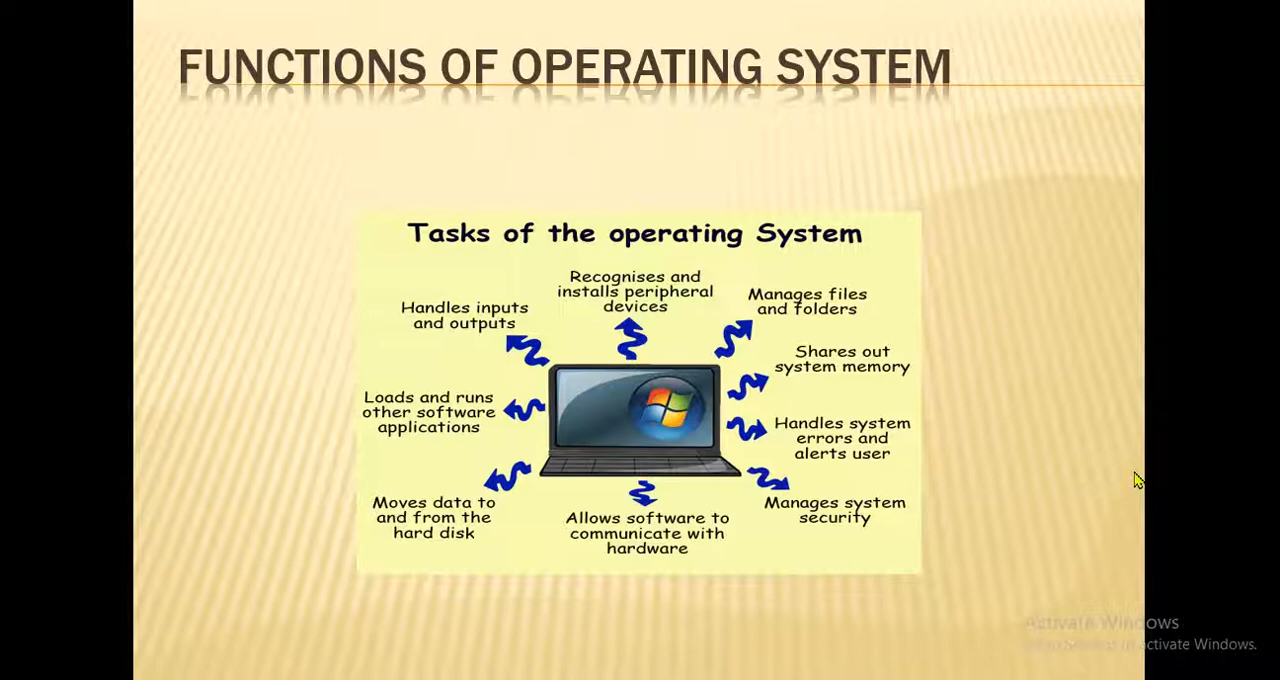 FUNCTIONS OF OPERATING SYSTEM
Tasks of the operating System
Recognises and
installs peripheral
devices
Manages files
and folders
Handles inputs
and outputs
Shares out
system memory
Loads and runs
other software
applications
Handles system
errors and
alerts user
Moves data to
and from the
hard disk
Allows software to
communicate with
hardware
Manages system
security
Activate Windows
activate Windows.